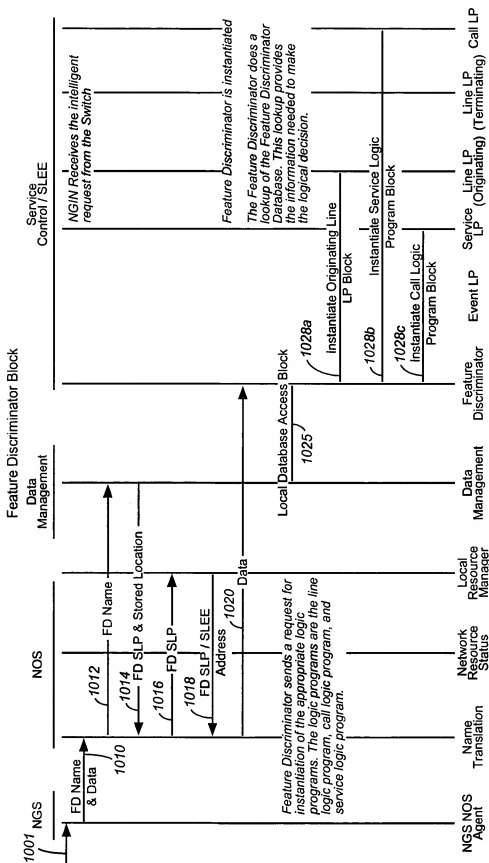 Feature Discriminator Block
NGS
NOS
Data
Management
Service
Control / SLEE
1001
FD Name
& Data
1010
1012
FD Name
1014
FD SLP & Stored Location
1016
FD SLP
1018
FD SLP / SLEE
Address
1020
Data
NGIN Receives the intelligent
request from the Switch
Feature Discriminator is instantiated
The Feature Discriminator does a
lookup of the Feature Discriminator
Database. This lookup provides
the information needed to make
the logical decision.
Local Database Access Block
1025
Feature Discriminator sends a request for
instantiation of the appropriate logic
programs. The logic programs are the line
logic program, call logic program, and
service logic program.
1028a
Instantiate Originating Line
LP Block
1028b
Instantiate Service Logic
Program Block
1028c
Instantiate Call Logic
Program Block
NGS NOS
Agent
Name
Translation
Network
Resource
Status
Local
Resource
Manager
Data
Management
Feature
Discriminator
Event LP
Service
LP
Line LP
(Originating)
Line LP
(Terminating)
Call LP